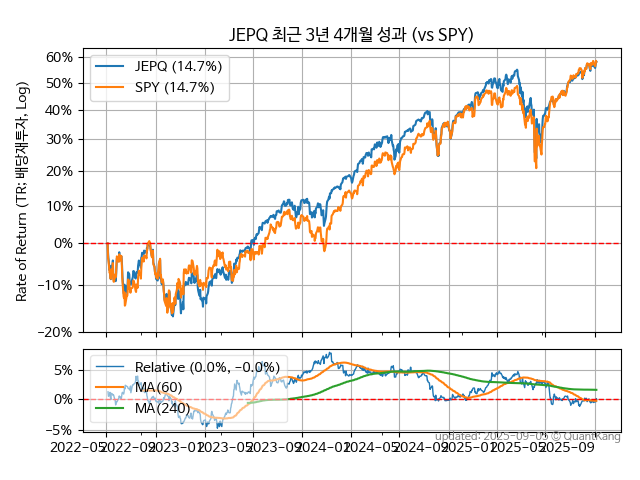 JEPQ 최근 3년 4개월 성과 (vs SPY)
Rate of Return (TR; 배당재투자, Log)
60%
50%
40%
30%
20%
10%
0%
−10%
−20%
JEPQ (14.7%)
SPY (14.7%)
5%
0%
−5%
Relative (0.0%, -0.0%)
MA(60)
MA(240)
2022-05
2022-09
2023-01
2023-05
2023-09
2024-01
2024-05
2024-09
2025-01
2025-05
2025-09
updated: 2025-09-05 ⓒ QuantKang